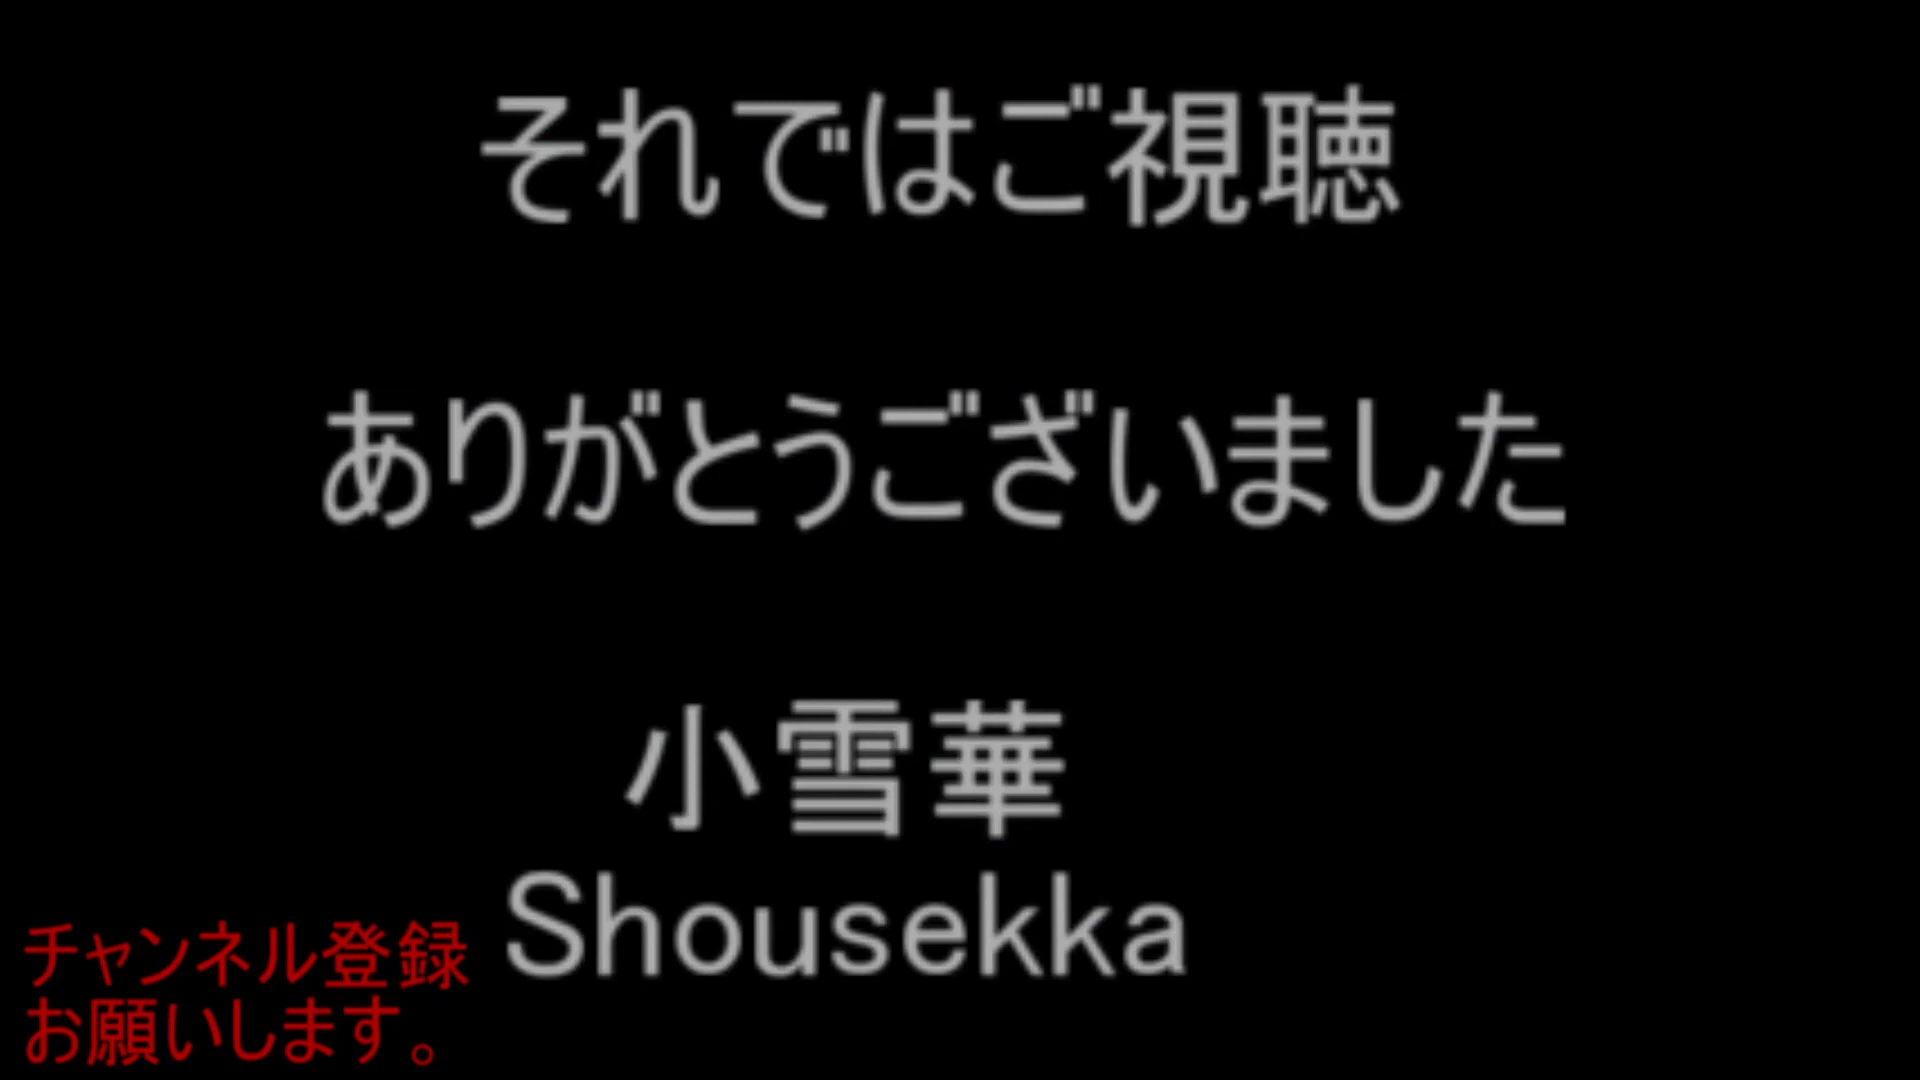 それではご視聴
ありがとうございました
小雪華
Shousekka
チャンネル登録
お願いします。